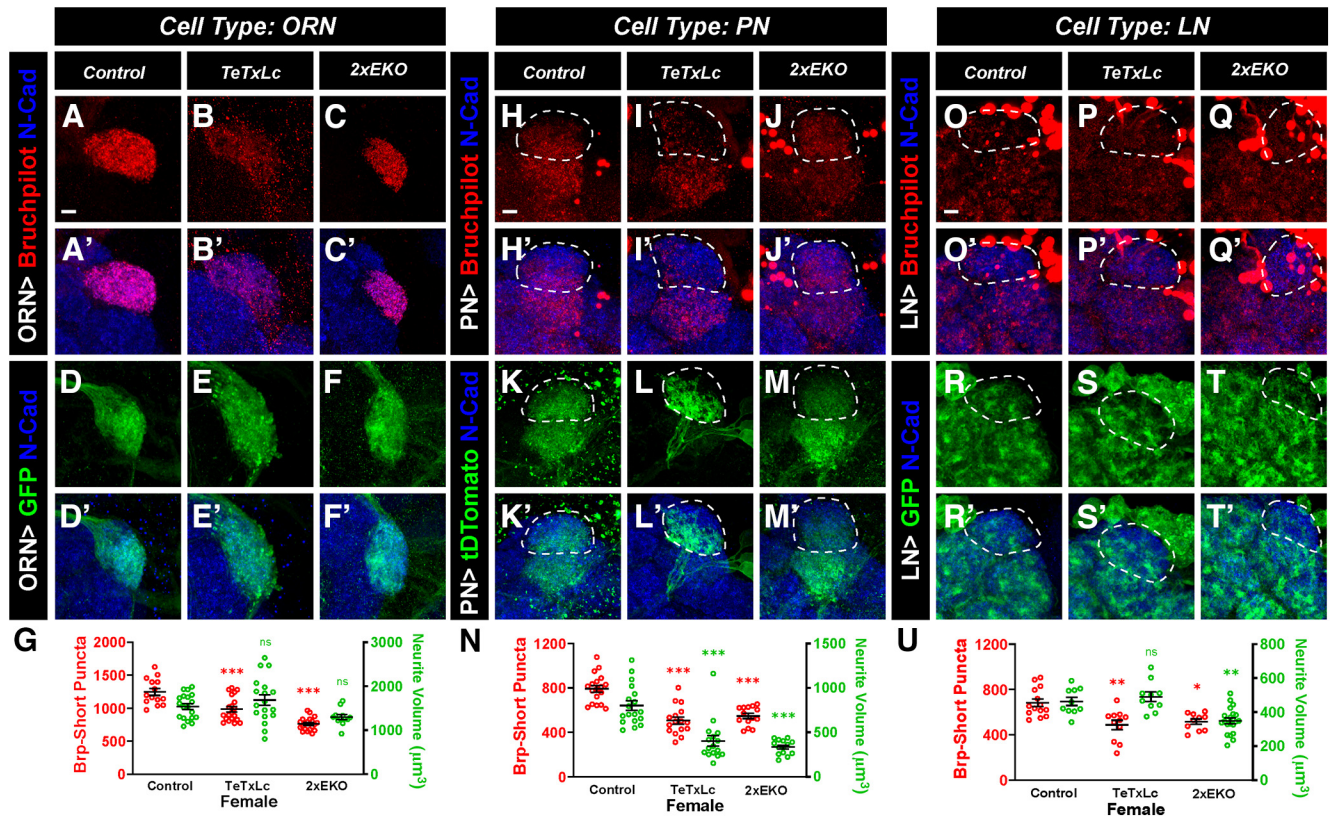 Cell Type: ORN
Cell Type: PN
Cell Type: LN
Control
TeTxLc
2xEKO
Control
TeTxLc
2xEKO
Control
TeTxLc
2xEKO
ORN> Bruchpilot N-Cad
A
B
C
PN> Bruchpilot N-Cad
H
I
J
LN> Bruchpilot N-Cad
O
P
Q
A'
B'
C'
H'
I'
J'
O'
P'
Q'
ORN> GFP N-Cad
D
E
F
PN> tDTomato N-Cad
K
L
M
LN> GFP N-Cad
R
S
T
D'
E'
F'
K'
L'
M'
R'
S'
T'
G
Brp-Short Puncta
2000
1500
1000
500
0
***
ns
***
ns
3000
2000
1000
0
Neurite Volume (μm³)
Control
TeTxLc
2xEKO
Female
N
Brp-Short Puncta
1200
800
400
0
***
***
***
***
1500
1000
500
0
Neurite Volume (μm³)
Control
TeTxLc
2xEKO
Female
U
Brp-Short Puncta
1200
800
400
0
**
ns
*
**
800
600
400
200
0
Neurite Volume (μm³)
Control
TeTxLc
2xEKO
Female